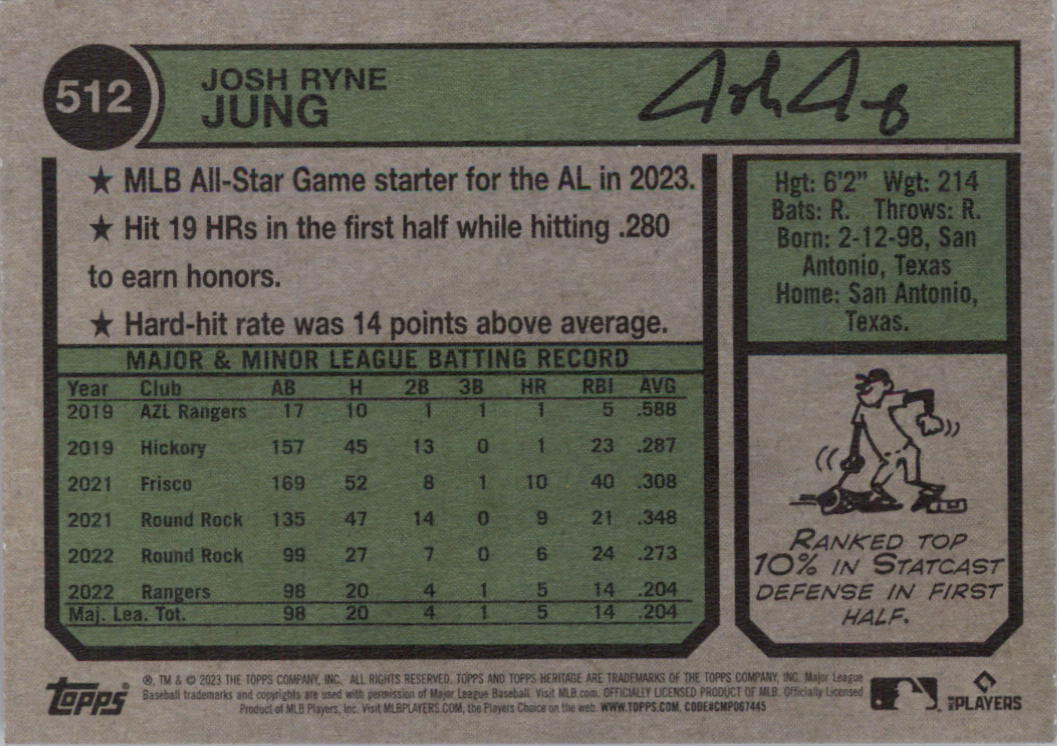 512
JOSH RYNE
JUNG
Josh Jung
★ MLB All-Star Game starter for the AL in 2023.
★ Hit 19 HRs in the first half while hitting .280
to earn honors.
★ Hard-hit rate was 14 points above average.
Hgt: 6'2" Wgt: 214
Bats: R. Throws: R.
Born: 2-12-98, San
Antonio, Texas
Home: San Antonio,
Texas.
MAJOR & MINOR LEAGUE BATTING RECORD
Year Club AB H 2B 3B HR RBI AVG
2019 AZL Rangers 17 10 1 1 1 5 .588
2019 Hickory 157 45 13 0 1 23 .287
2021 Frisco 169 52 8 1 10 40 .308
2021 Round Rock 135 47 14 0 9 21 .348
2022 Round Rock 99 27 7 0 6 24 .273
2022 Rangers 98 20 4 1 5 14 .204
Maj. Lea. Tot. 98 20 4 1 5 14 .204
RANKED TOP
10% IN STATCAST
DEFENSE IN FIRST
HALF.
TOPPS®
®, TM & © 2023 THE TOPPS COMPANY, INC. ALL RIGHTS RESERVED. TOPPS AND TOPPS HERITAGE ARE TRADEMARKS OF THE TOPPS COMPANY, INC. Major League
Baseball trademarks and copyrights are used with permission of Major League Baseball. Visit MLB.com. OFFICIALLY LICENSED PRODUCT OF MLB. Officially Licensed
Product of MLB Players, Inc. Visit MLBPLAYERS.COM, the Players Choice on the web. WWW.TOPPS.COM. CODE#CMP067445
MLB PLAYERS